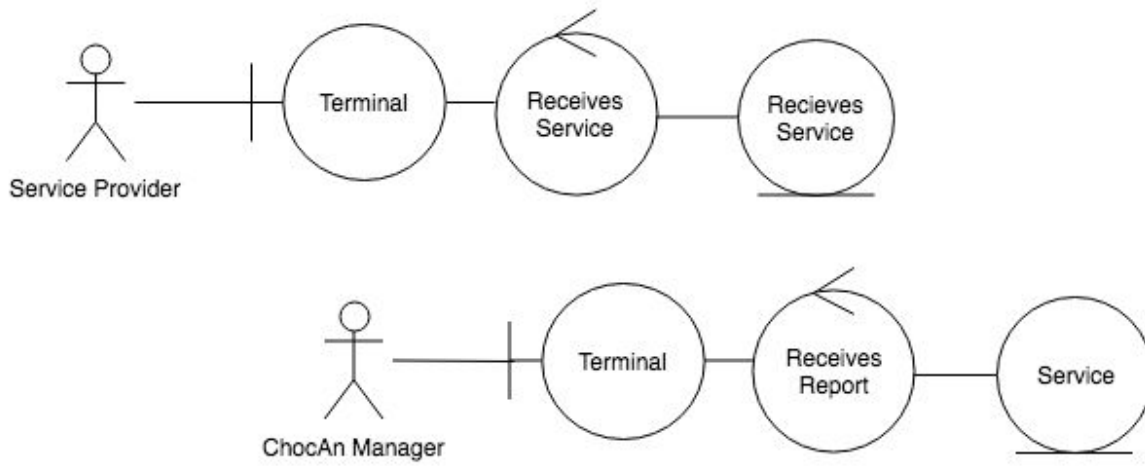 Terminal
Receives
Service
Recieves
Service
Service Provider
Terminal
Receives
Report
Service
ChocAn Manager